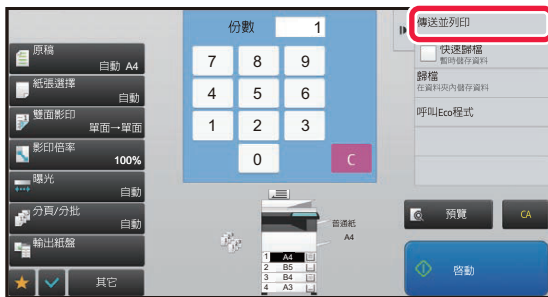 原稿
自動 A4
紙張選擇
自動
雙面影印
單面→單面
影印倍率
100%
曝光
自動
分頁/分批
自動
輸出紙盤
其它
份數
1
7 8 9
4 5 6
1 2 3
0 C
普通紙
A4
1 A4
2 B5
3 B4
4 A3
傳送並列印
快速歸檔
暫時儲存資料
歸檔
在資料夾內儲存資料
呼叫Eco程式
預覽
CA
啓動